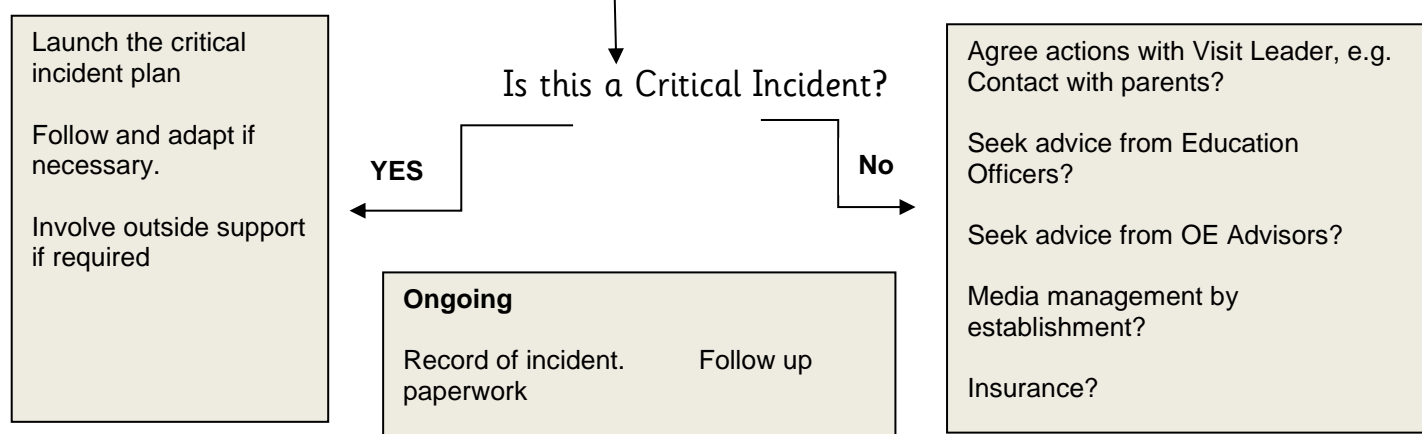 Launch the critical
incident plan
Follow and adapt if
necessary.
Involve outside support
if required
Is this a Critical Incident?
YES
No
Ongoing
Record of incident. Follow up
paperwork
Agree actions with Visit Leader, e.g.
Contact with parents?
Seek advice from Education
Officers?
Seek advice from OE Advisors?
Media management by
establishment?
Insurance?